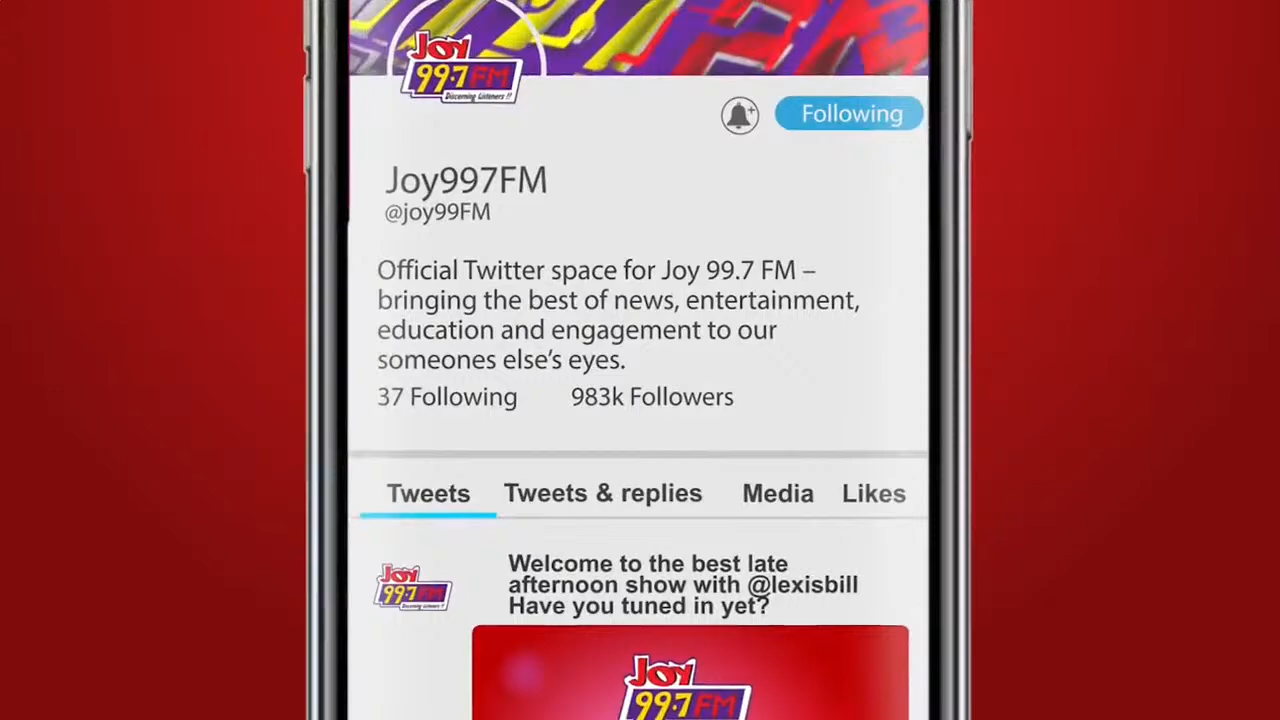 JOY
99.7 FM
Discerning Listeners !!
Following
Joy997FM
@joy99FM
Official Twitter space for Joy 99.7 FM –
bringing the best of news, entertainment,
education and engagement to our
someones else’s eyes.
37 Following 983k Followers
Tweets Tweets & replies Media Likes
JOY
99.7 FM
Discerning Listeners !!
Welcome to the best late
afternoon show with @lexisbill
Have you tuned in yet?
JOY
99.7 FM